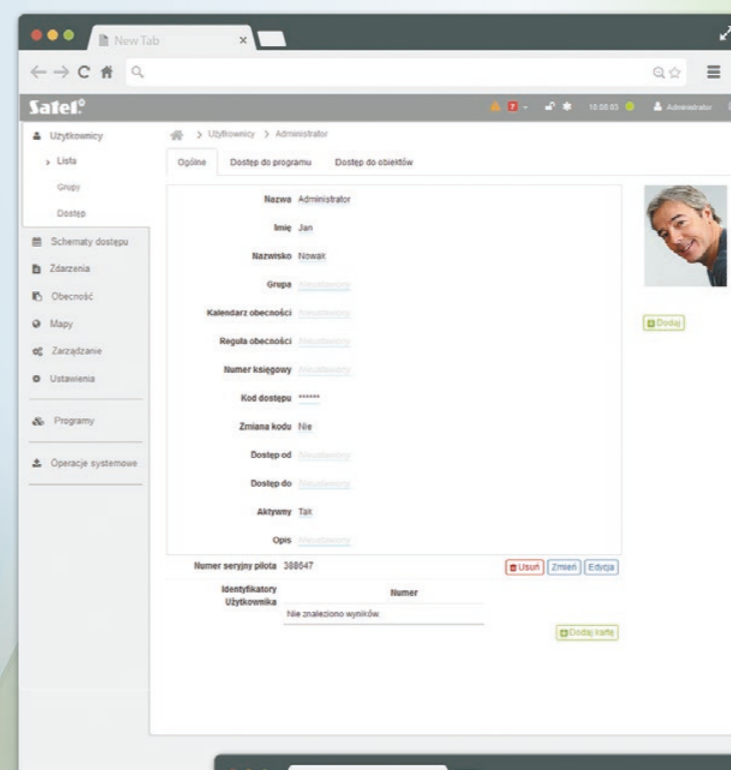 New Tab
Satel
7
10:08:03
Administrator
Użytkownicy
Lista
Grupy
Dostęp
Schematy dostępu
Zdarzenia
Obecność
Mapy
Zarządzanie
Ustawienia
Programy
Operacje systemowe
> Użytkownicy > Administrator
Ogólne Dostęp do programu Dostęp do obiektów
Nazwa Administrator
Imię Jan
Nazwisko Nowak
Grupa Nieustawiony
Kalendarz obecności Nieustawiony
Reguła obecności Nieustawiony
Numer księgowy Nieustawiony
Kod dostępu ******
Zmiana kodu Nie
Dostęp od Nieustawiony
Dostęp do Nieustawiony
Aktywny Tak
Opis Nieustawiony
Numer seryjny pilota 388647 Usuń Zmień Edycja
Identyfikatory
Użytkownika
Numer
Nie znaleziono wyników.
Dodaj kartę
Dodaj